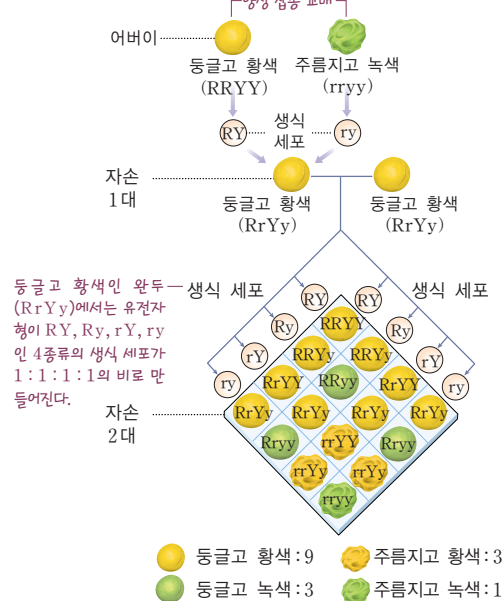 양성 잡종 교배
어버이
둥글고 황색 주름지고 녹색
(RRYY) (rryy)
RY 생식 세포 ry
자손
1대
둥글고 황색 둥글고 황색
(RrYy) (RrYy)
둥글고 황색인 완두
(RrYy)에서는 유전자
형이 RY, Ry, rY, ry
인 4종류의 생식 세포가
1:1:1:1의 비로 만
들어진다.
생식 세포 생식 세포
RY RY
Ry Ry
rY rY
ry ry
자손
2대
RRYY
RRYy RRYy
RrYY RRyy RrYY
RrYy RrYy RrYy RrYy
Rryy rrYY Rryy
rrYy rrYy
rryy
둥글고 황색:9 주름지고 황색:3
둥글고 녹색:3 주름지고 녹색:1